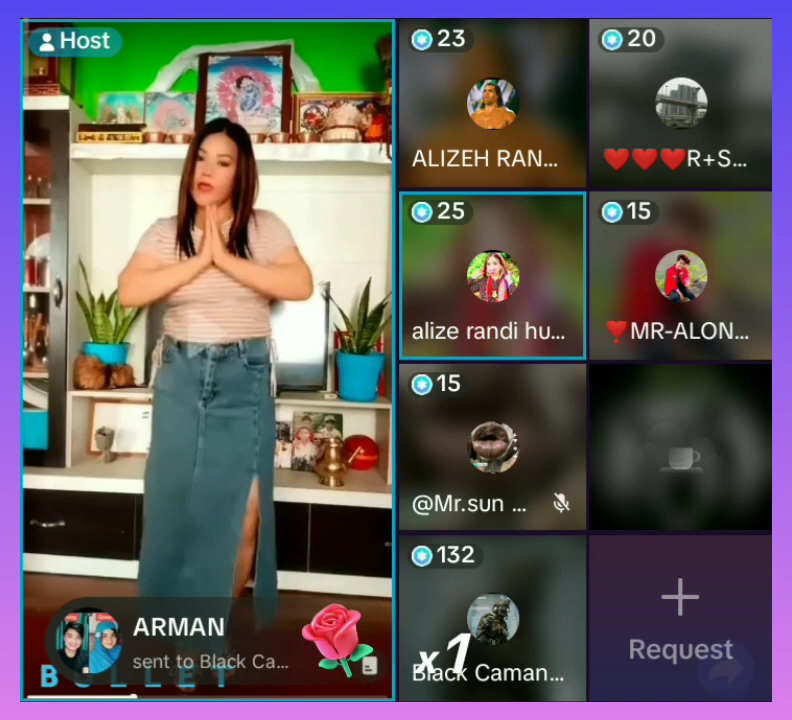 Host
23
ALIZEH RAN...
20
❤️❤️❤️R+S...
25
alize randi hu...
15
❣️MR-ALON...
15
@Mr.sun ...
132
x1
Black Caman...
Request
ARMAN
sent to Black Ca...
BULLET